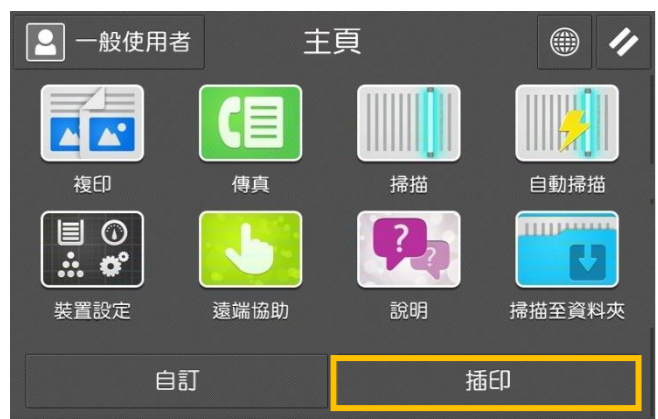 一般使用者
主頁
複印
傳真
掃描
自動掃描
裝置設定
遠端協助
說明
掃描至資料夾
自訂
插印